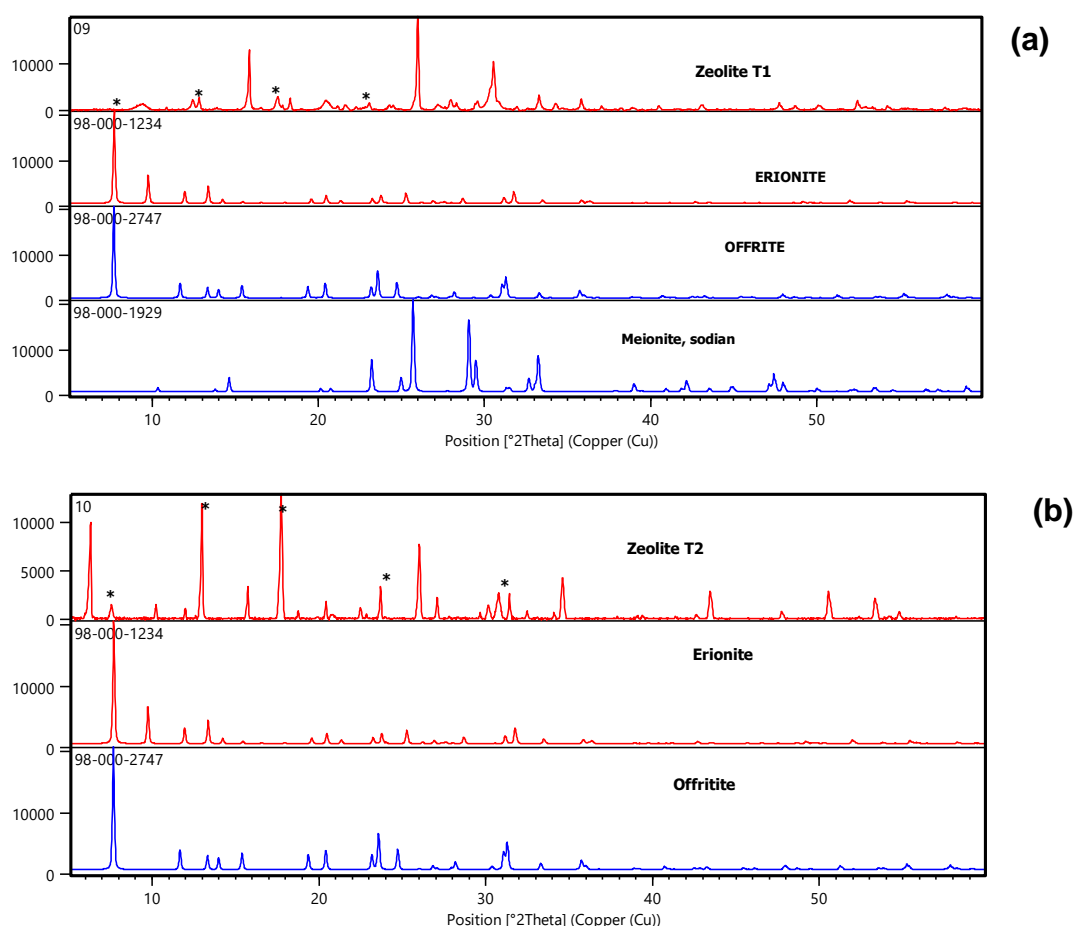 (a)
09
Zeolite T1
10000
0
* * * *
98-000-1234
ERIONITE
10000
0
98-000-2747
OFFRITE
10000
0
98-000-1929
Meionite, sodian
10000
0
10 20 30 40 50
Position [°2Theta] (Copper (Cu))
(b)
10
* *
Zeolite T2
10000
5000
0
* * *
98-000-1234
Erionite
10000
0
98-000-2747
Offritite
10000
0
10 20 30 40 50
Position [°2Theta] (Copper (Cu))